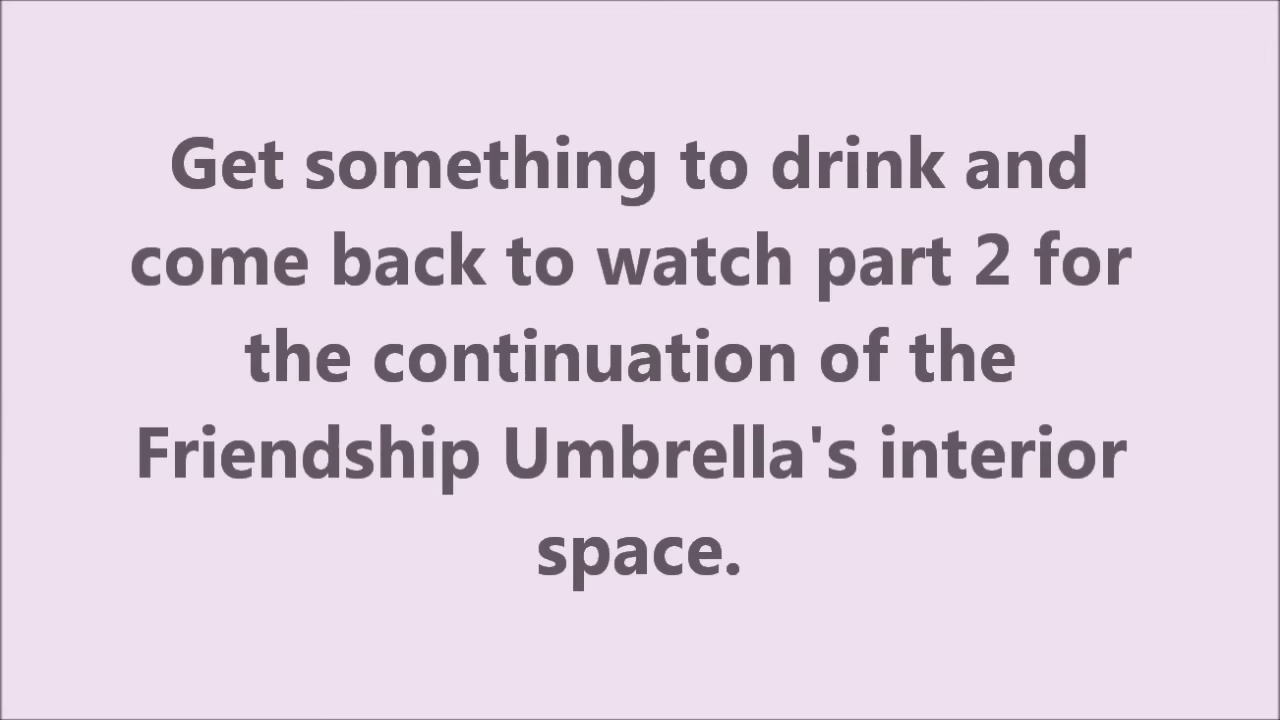 Get something to drink and
come back to watch part 2 for
the continuation of the
Friendship Umbrella's interior
space.